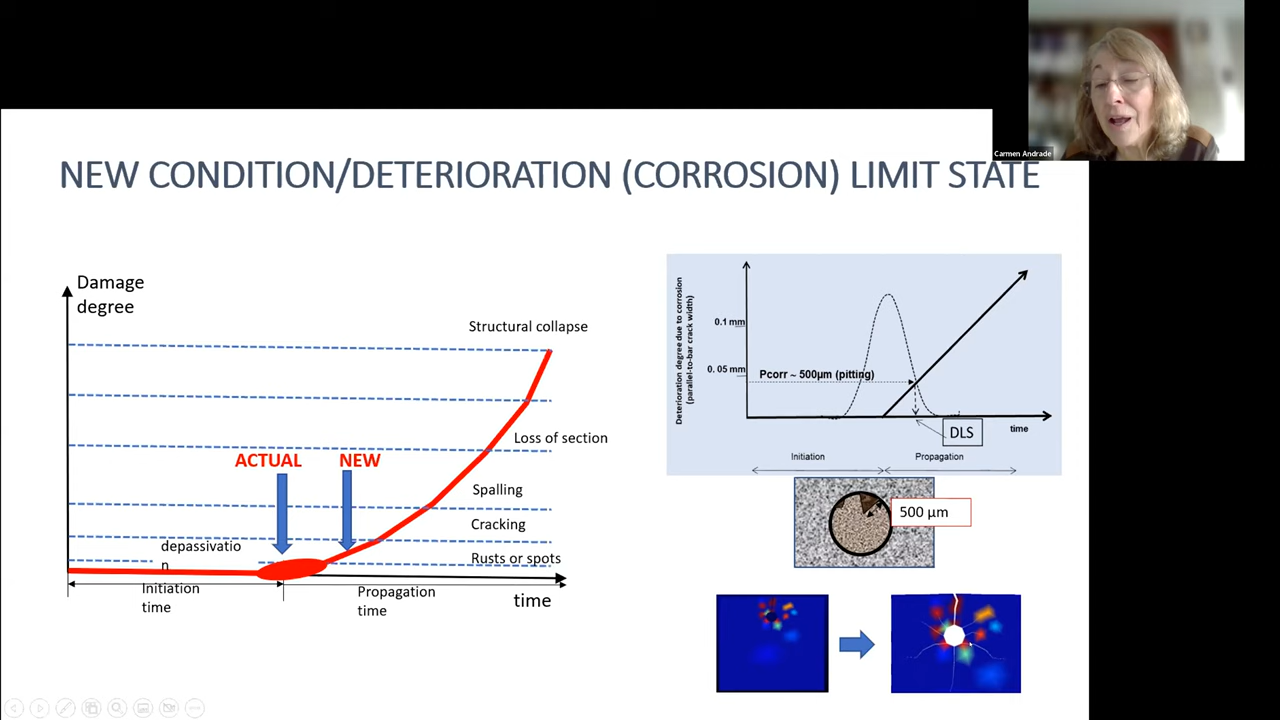 Carmen Andrade
NEW CONDITION/DETERIORATION (CORROSION) LIMIT STATE
Damage
degree
Structural collapse
Loss of section
ACTUAL
NEW
Spalling
Cracking
depassivatio
n
Rusts or spots
Initiation
time
Propagation
time
time
Deterioration degree due to corrosion
(parallel-to-bar crack width)
0.1 mm
0. 05 mm
Pcorr ~ 500μm (pitting)
DLS
time
Initiation
Propagation
500 μm